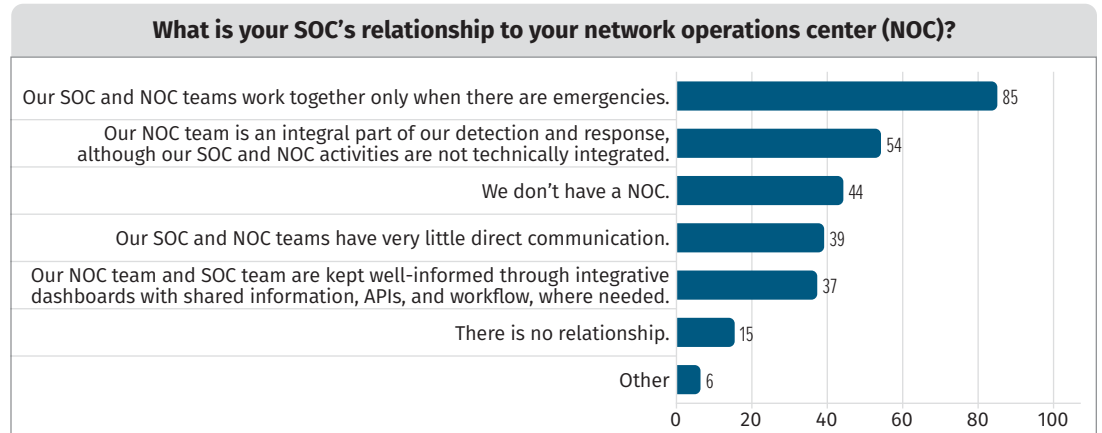 What is your SOC’s relationship to your network operations center (NOC)?
Our SOC and NOC teams work together only when there are emergencies.
85
Our NOC team is an integral part of our detection and response,
although our SOC and NOC activities are not technically integrated.
54
We don’t have a NOC.
44
Our SOC and NOC teams have very little direct communication.
39
Our NOC team and SOC team are kept well-informed through integrative
dashboards with shared information, APIs, and workflow, where needed.
37
There is no relationship.
15
Other
6
0 20 40 60 80 100